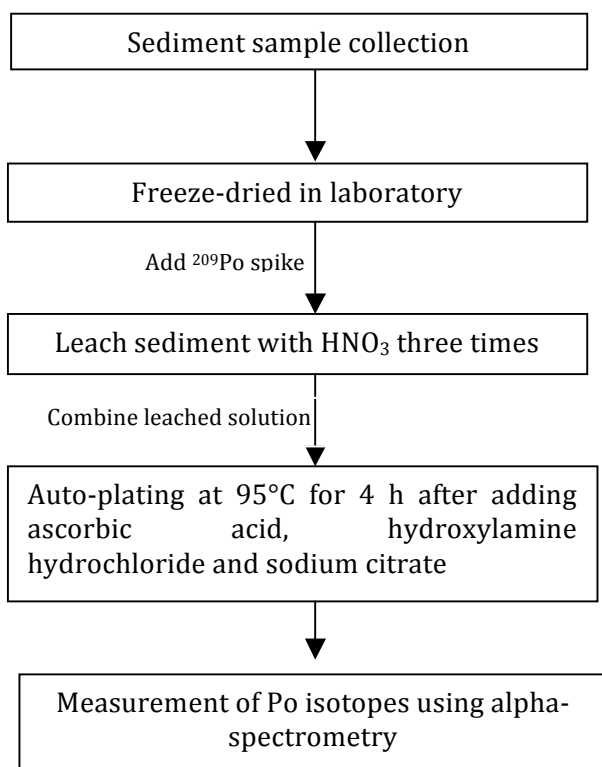 Sediment sample collection
Freeze-dried in laboratory
Add ²⁰⁹Po spike
Leach sediment with HNO₃ three times
Combine leached solution
Auto-plating at 95°C for 4 h after adding
ascorbic acid, hydroxylamine
hydrochloride and sodium citrate
Measurement of Po isotopes using alpha-
spectrometry